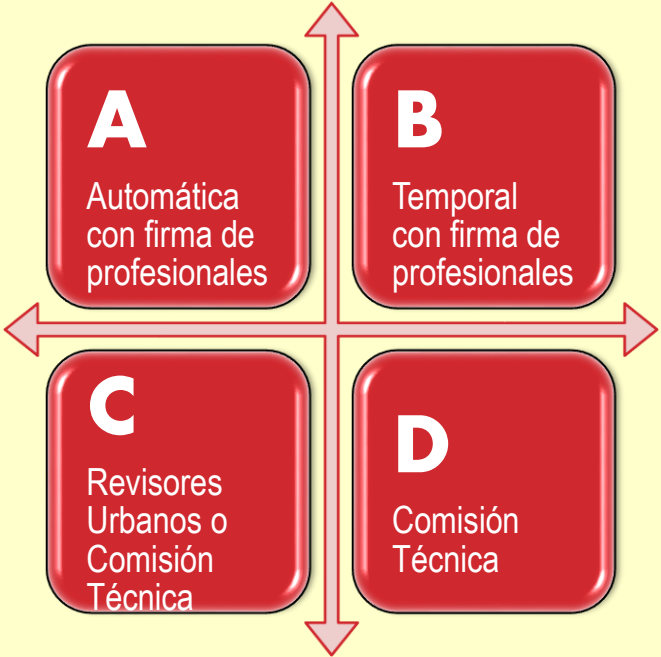 A
Automática
con firma de
profesionales
B
Temporal
con firma de
profesionales
C
Revisores
Urbanos o
Comisión
Técnica
D
Comisión
Técnica